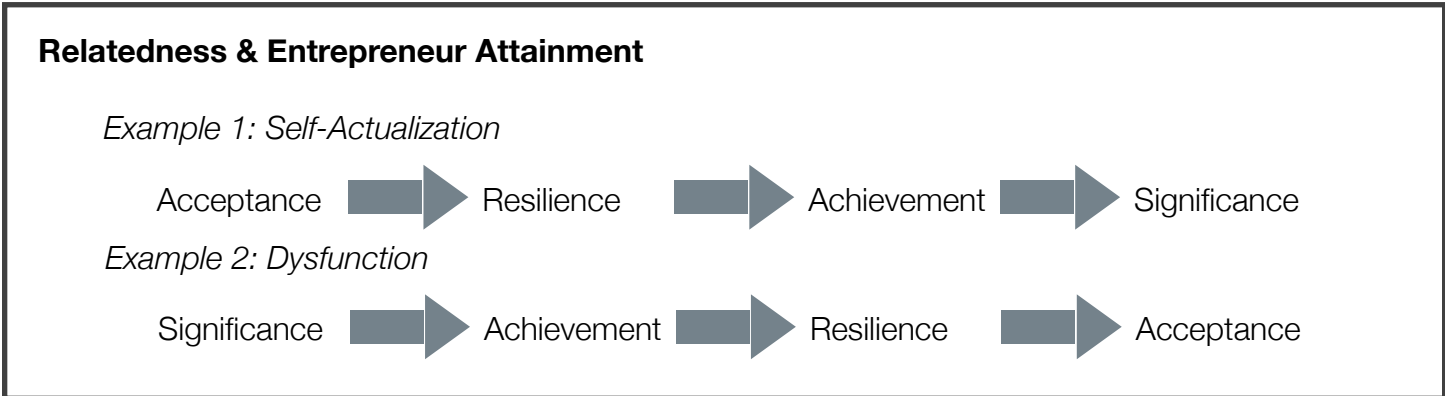 Relatedness & Entrepreneur Attainment
Example 1: Self-Actualization
Acceptance Resilience Achievement Significance
Example 2: Dysfunction
Significance Achievement Resilience Acceptance